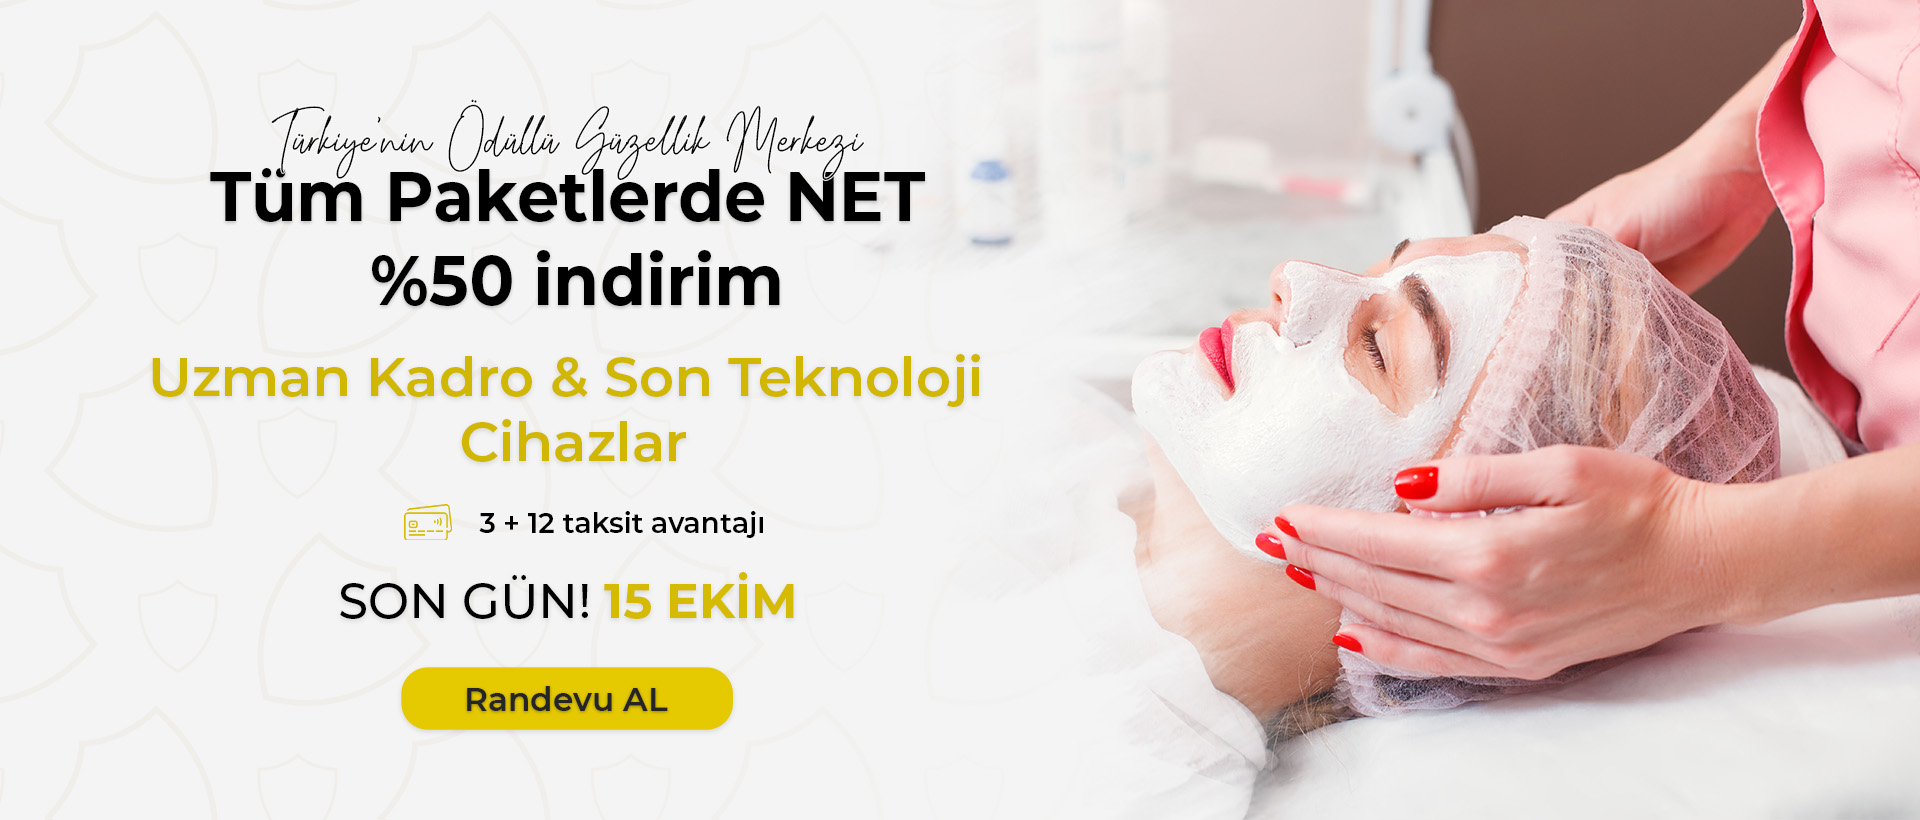 Türkiye'nin Ödüllü Güzellik Merkezi
Tüm Paketlerde NET
%50 indirim
Uzman Kadro & Son Teknoloji
Cihazlar
3 + 12 taksit avantajı
SON GÜN! 15 EKİM
Randevu AL